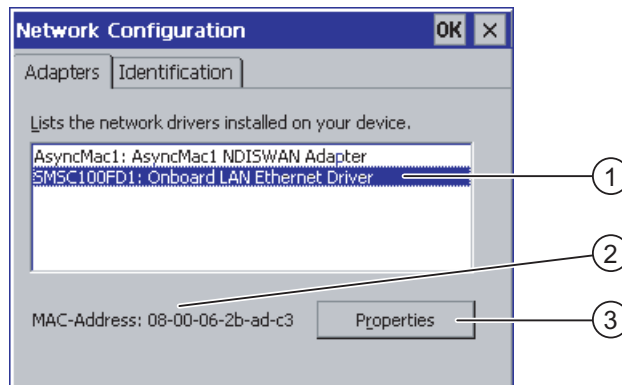 Network Configuration OK ×
Adapters Identification
Lists the network drivers installed on your device.
AsyncMac1: AsyncMac1 NDISWAN Adapter
SMSC100FD1: Onboard LAN Ethernet Driver
1
2
MAC-Address: 08-00-06-2b-ad-c3 Properties
3